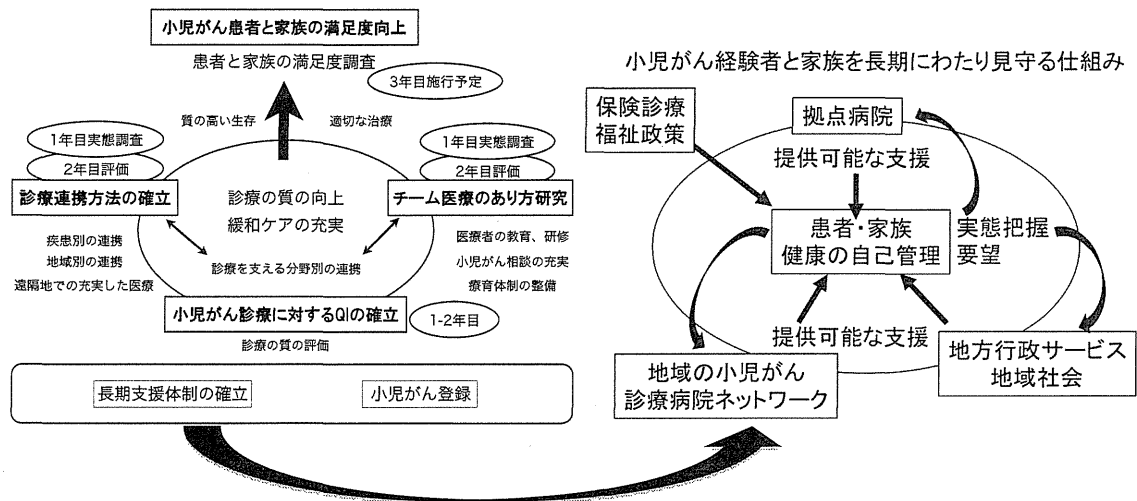 小児がん患者と家族の満足度向上
患者と家族の満足度調査
3年目施行予定
質の高い生存
適切な治療
1年目実態調査
2年目評価
診療連携方法の確立
疾患別の連携
地域別の連携
遠隔地での充実した医療
診療の質の向上
緩和ケアの充実
診療を支える分野別の連携
1年目実態調査
2年目評価
チーム医療のあり方研究
医療者の教育、研修
小児がん相談の充実
療育体制の整備
小児がん診療に対するQIの確立
1-2年目
診療の質の評価
長期支援体制の確立
小児がん登録
小児がん経験者と家族を長期にわたり見守る仕組み
保険診療
福祉政策
拠点病院
提供可能な支援
患者・家族
健康の自己管理
実態把握
要望
提供可能な支援
地域の小児がん
診療病院ネットワーク
地方行政サービス
地域社会